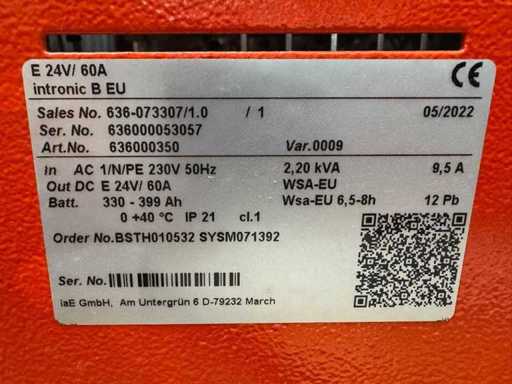 E 24V/ 60A
intronic B EU
CE
Sales No. 636-073307/1.0 / 1 05/2022
Ser. No. 636000053057
Art.No. 636000350 Var.0009
In AC 1/N/PE 230V 50Hz 2,20 kVA 9,5 A
Out DC E 24V/ 60A WSA-EU
Batt. 330 - 399 Ah Wsa-EU 6,5-8h 12 Pb
0 +40 °C IP 21 cl.1
Order No.BSTH010532 SYSM071392
Ser. No.
iaE GmbH, Am Untergrün 6 D-79232 March